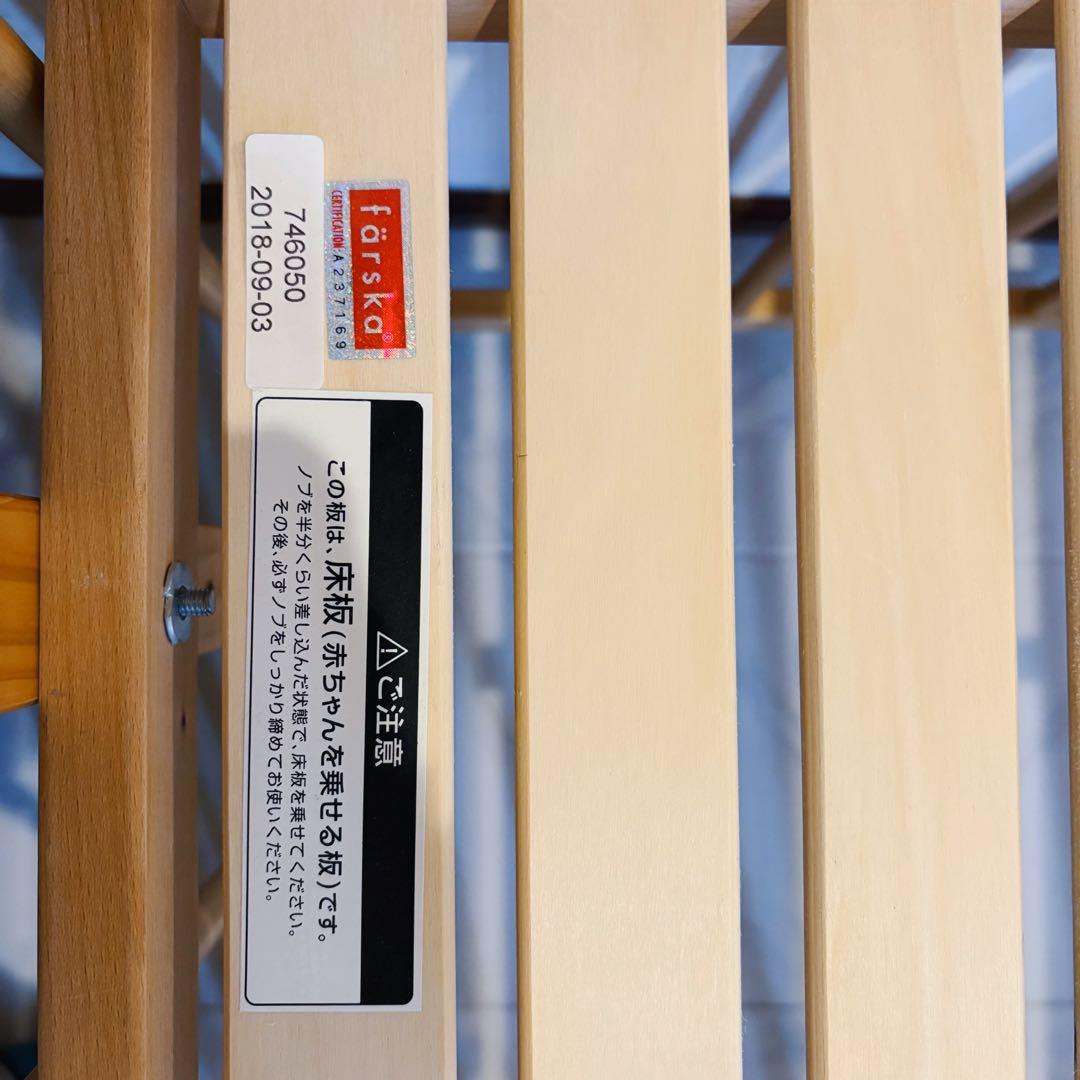 färska®
CERTIFICATION:A237169
746050
2018-09-03
⚠ご注意
この板は、床板(赤ちゃんを乗せる板)です。
ノブを半分くらい差し込んだ状態で、床板を乗せてください。
その後、必ずノブをしっかり締めてお使いください。